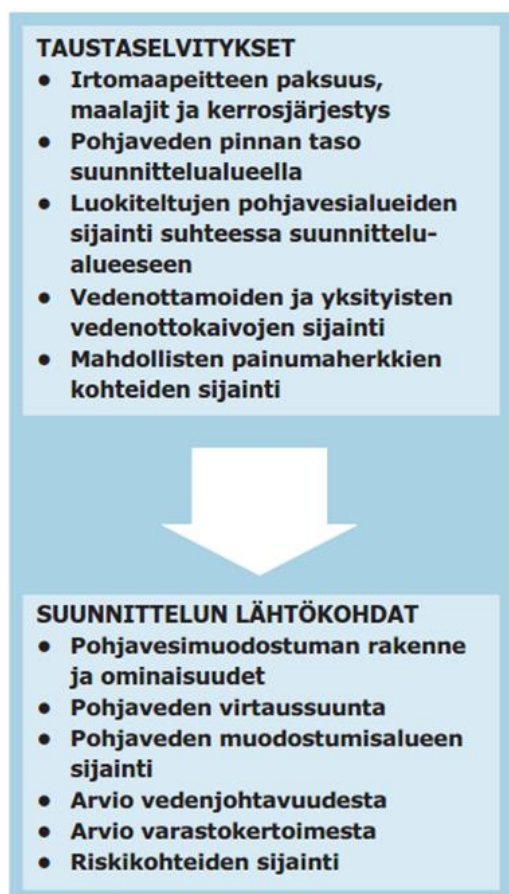 TAUSTASELVITYKSET
● Irtomaapeitteen paksuus,
maalajit ja kerrosjärjestys
● Pohjaveden pinnan taso
suunnittelualueella
● Luokiteltujen pohjavesialueiden
sijainti suhteessa suunnittelu-
alueeseen
● Vedenottamoiden ja yksityisten
vedenottokaivojen sijainti
● Mahdollisten painumaherkkien
kohteiden sijainti
SUUNNITTELUN LÄHTÖKOHDAT
● Pohjavesimuodostuman rakenne
ja ominaisuudet
● Pohjaveden virtaussuunta
● Pohjaveden muodostumisalueen
sijainti
● Arvio vedenjohtavuudesta
● Arvio varastokertoimesta
● Riskikohteiden sijainti